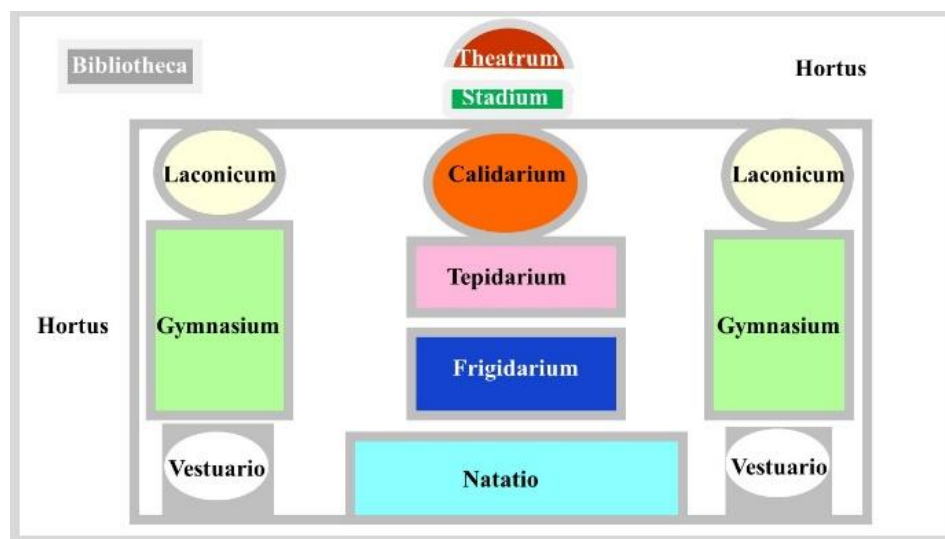 Theatrum
Bibliotheca
Hortus
Stadium
Laconicum
Calidarium
Laconicum
Tepidarium
Hortus
Gymnasium
Gymnasium
Frigidarium
Vestuario
Natatio
Vestuario